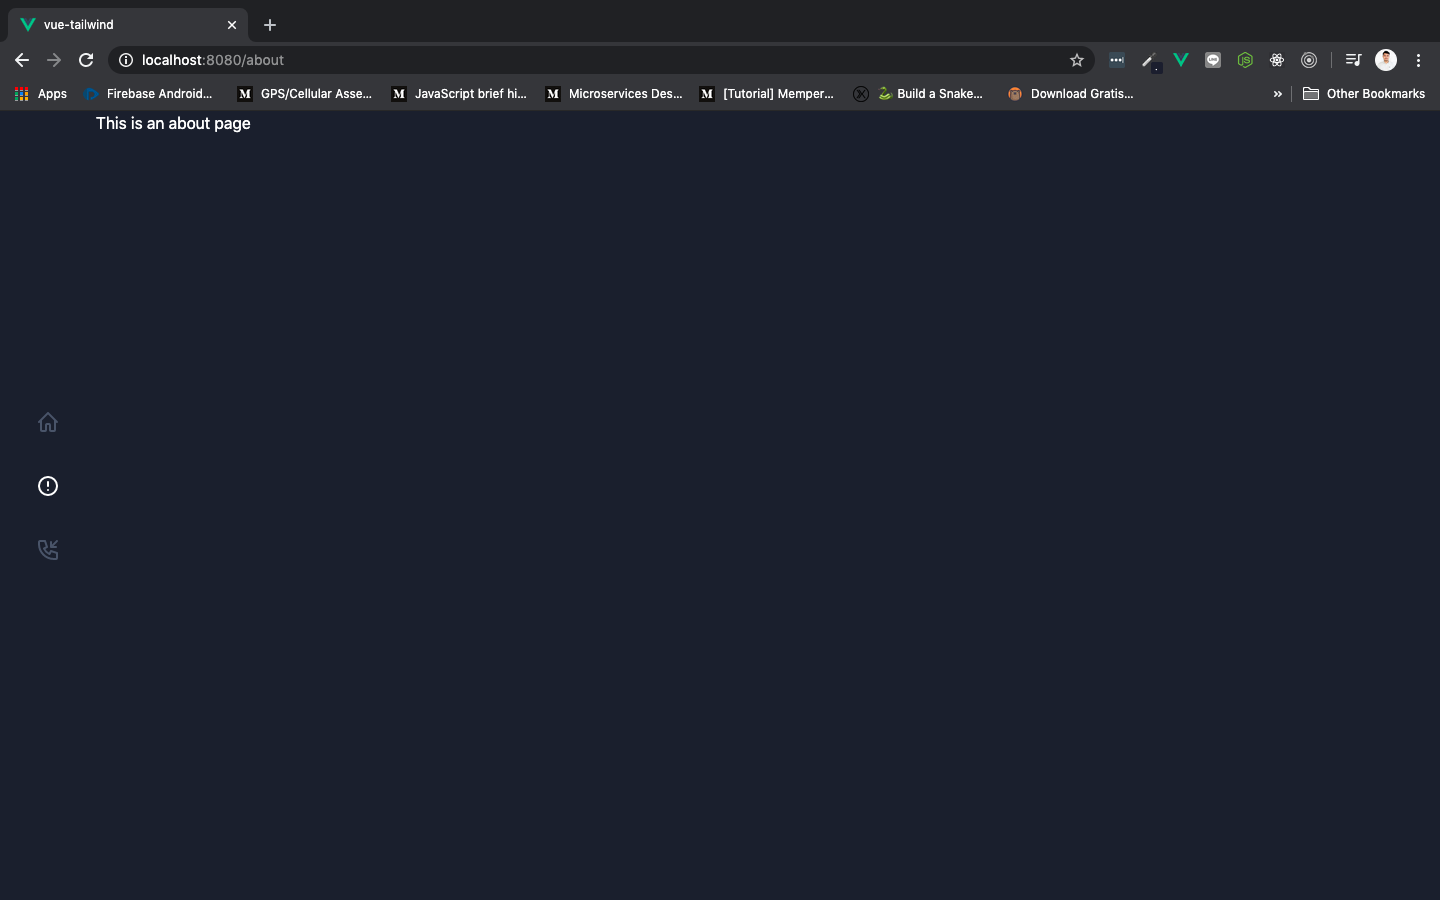 vue-tailwind
localhost:8080/about
Apps
Firebase Android...
GPS/Cellular Asse...
JavaScript brief hi...
Microservices Des...
[Tutorial] Memper...
Build a Snake...
Download Gratis...
»
Other Bookmarks
This is an about page